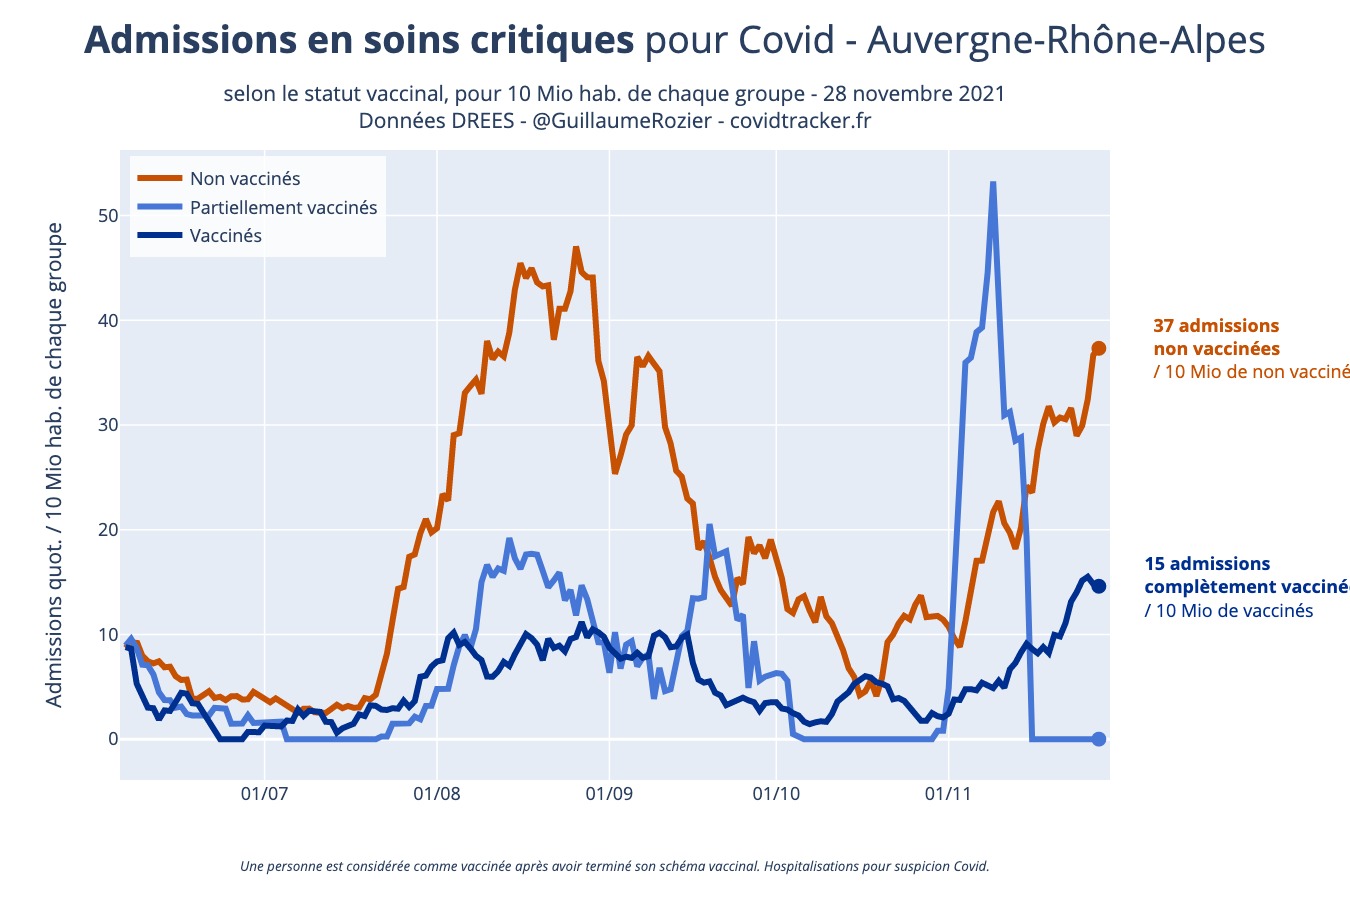 Admissions en soins critiques pour Covid - Auvergne-Rhône-Alpes
selon le statut vaccinal, pour 10 Mio hab. de chaque groupe - 28 novembre 2021
Données DREES - @GuillaumeRozier - covidtracker.fr
Non vaccinés
Partiellement vaccinés
Vaccinés
Admissions quot. / 10 Mio hab. de chaque groupe
50
40
30
20
10
0
01/07
01/08
01/09
01/10
01/11
37 admissions
non vaccinées
/ 10 Mio de non vacciné
15 admissions
complètement vacciné
/ 10 Mio de vaccinés
Une personne est considérée comme vaccinée après avoir terminé son schéma vaccinal. Hospitalisations pour suspicion Covid.